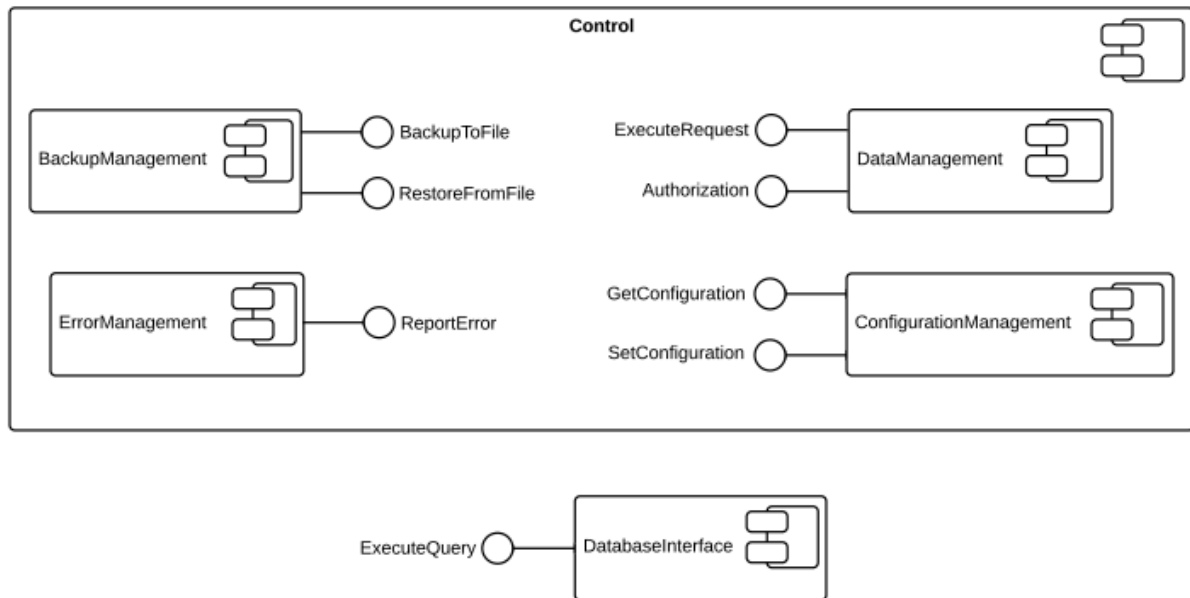 Control
BackupManagement
BackupToFile
RestoreFromFile
ExecuteRequest
Authorization
DataManagement
ErrorManagement
ReportError
GetConfiguration
SetConfiguration
ConfigurationManagement
ExecuteQuery
DatabaseInterface